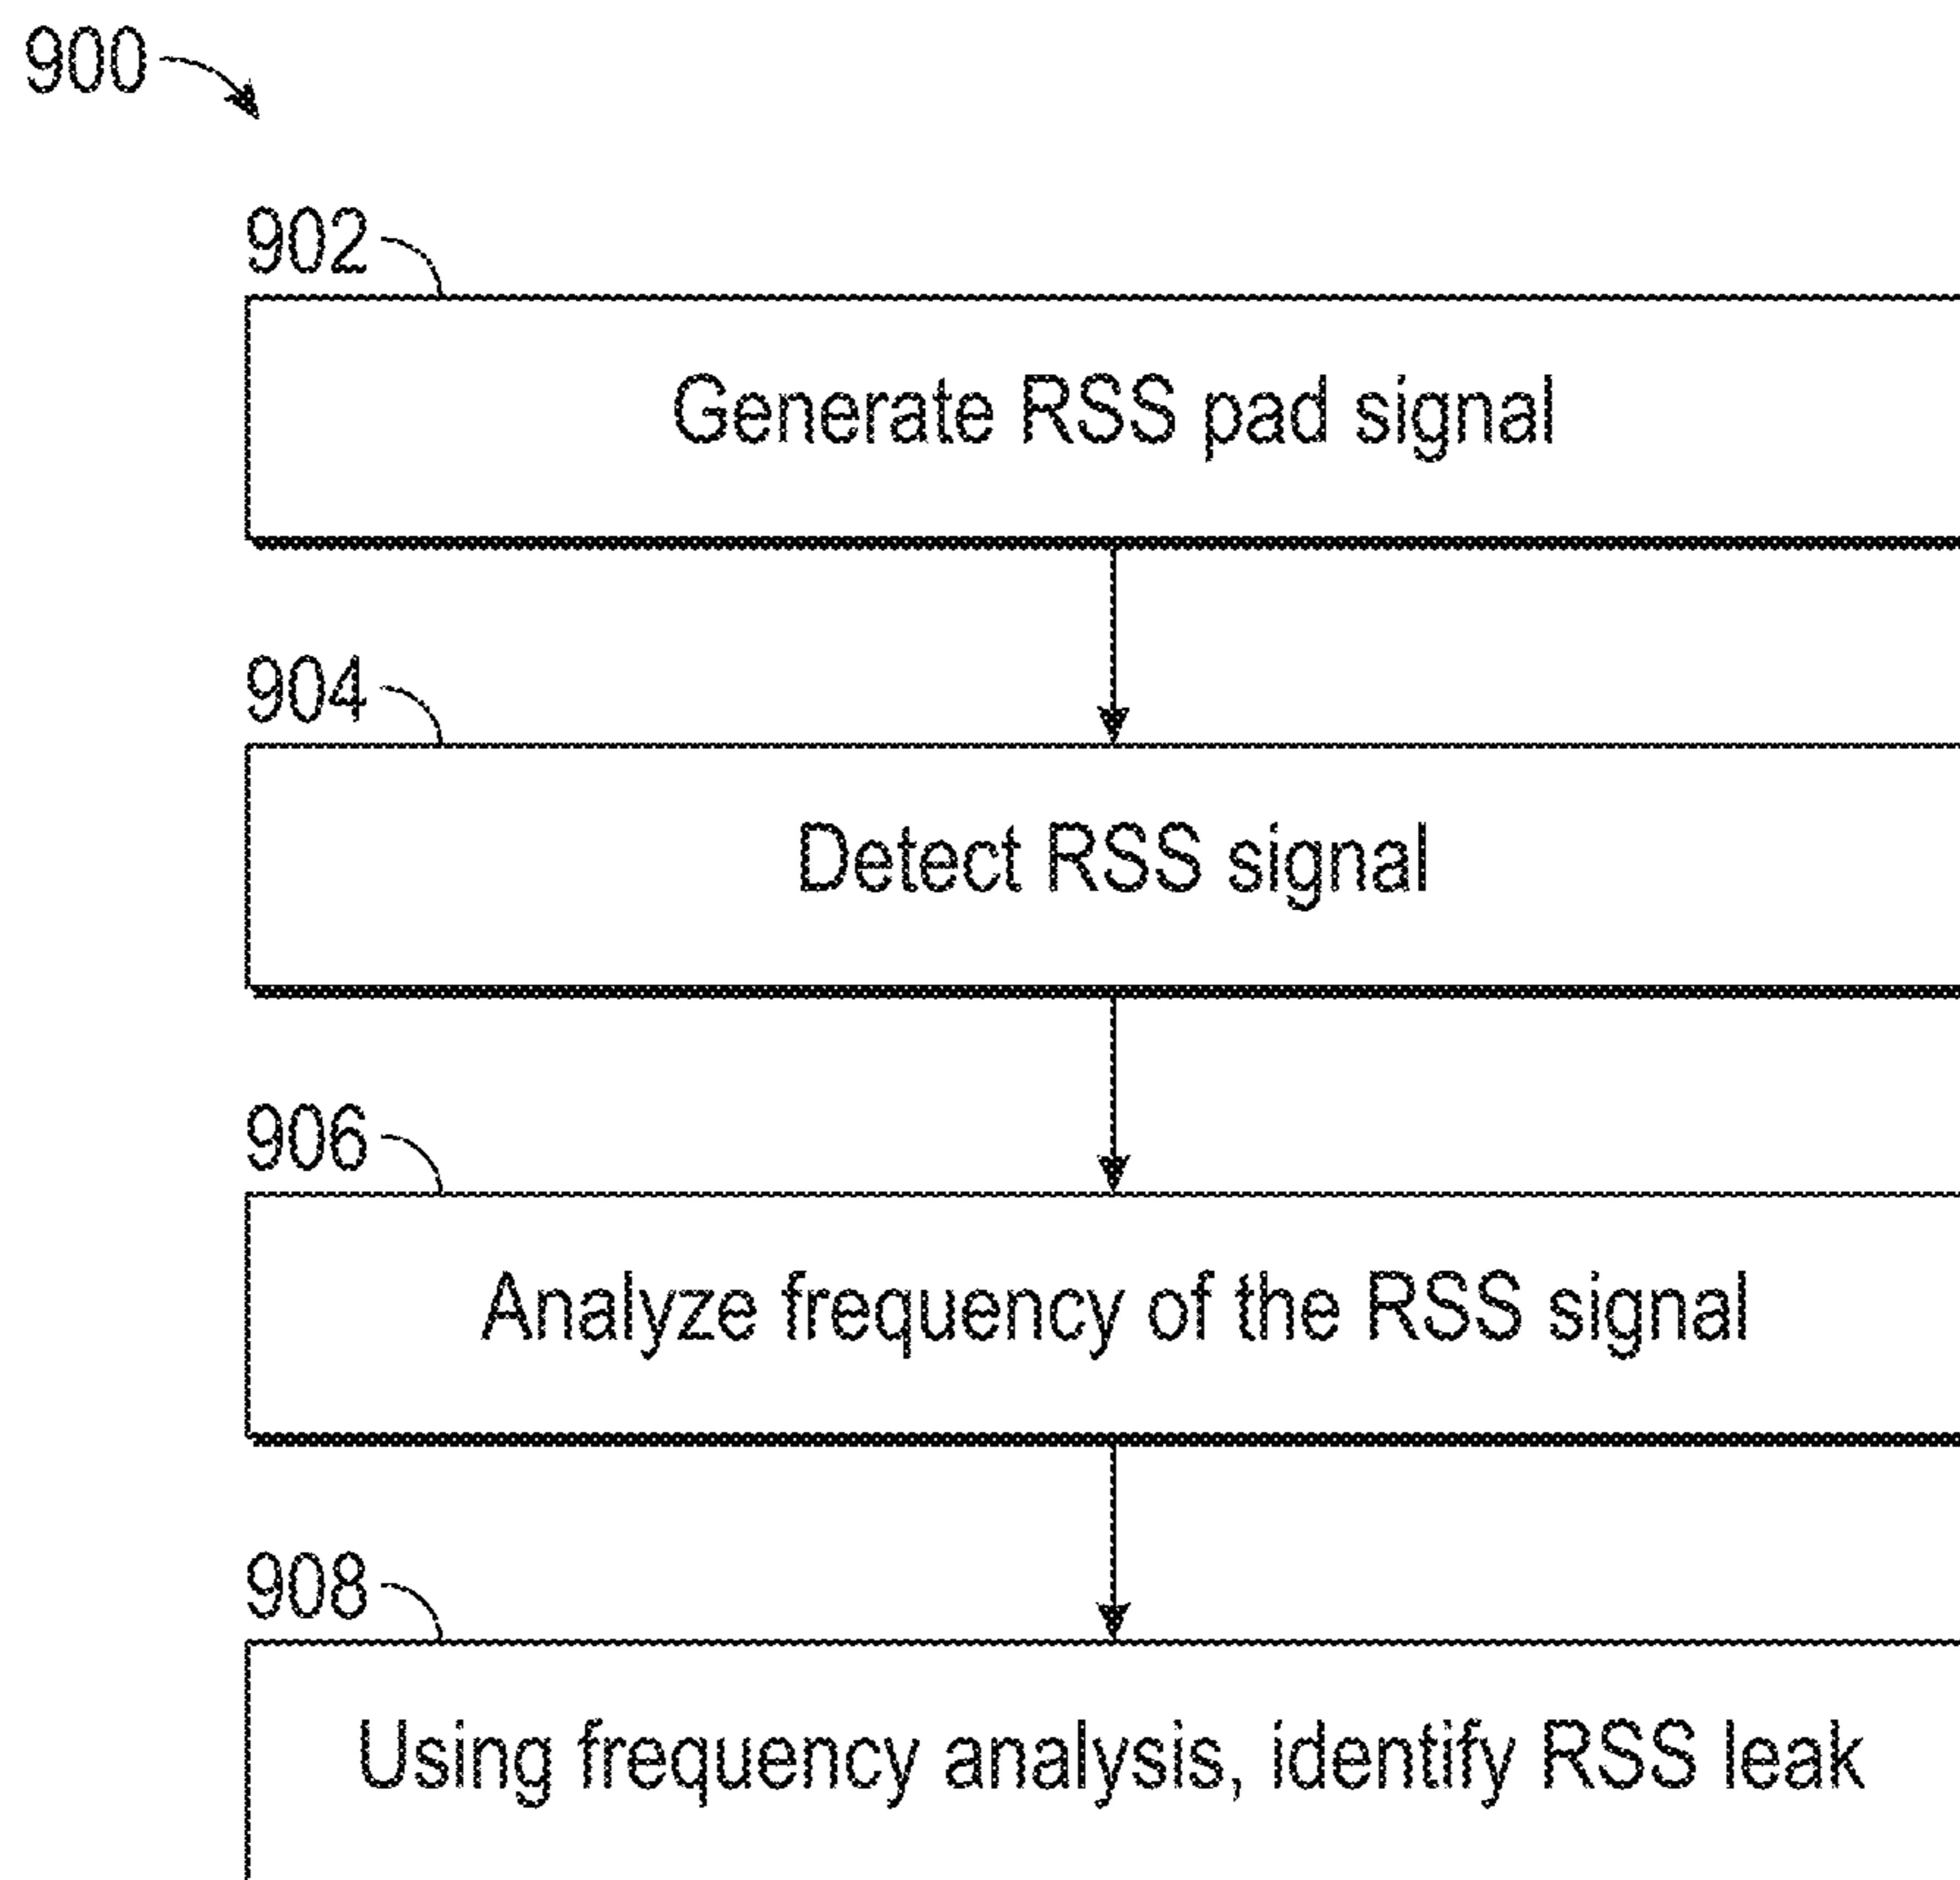 900
902
Generate RSS pad signal
904
Detect RSS signal
906
Analyze frequency of the RSS signal
908
Using frequency analysis, identify RSS leak